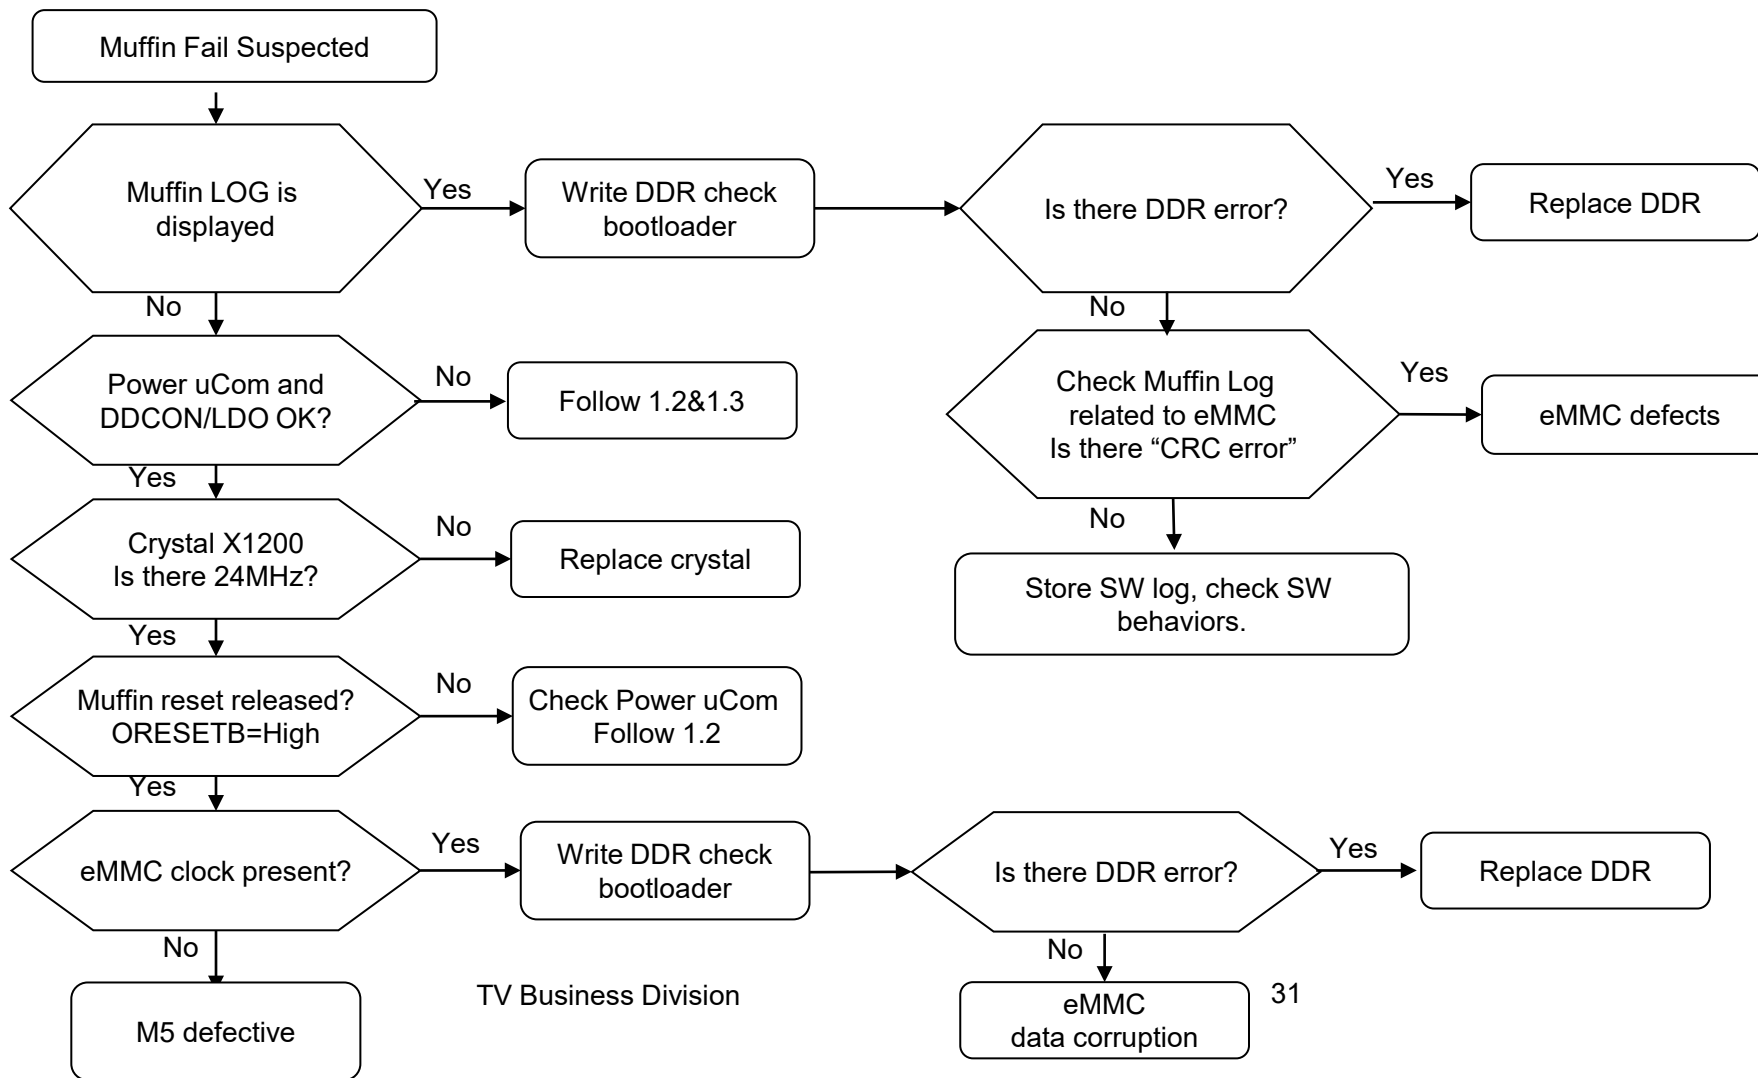 Muffin Fail Suspected
Muffin LOG is
displayed
Yes
Write DDR check
bootloader
Is there DDR error?
Yes
Replace DDR
No
No
Power uCom and
DDCON/LDO OK?
No
Follow 1.2&1.3
Check Muffin Log
related to eMMC
Is there “CRC error”
Yes
eMMC defects
Yes
No
Crystal X1200
Is there 24MHz?
No
Replace crystal
Store SW log, check SW
behaviors.
Yes
Muffin reset released?
ORESETB=High
No
Check Power uCom
Follow 1.2
Yes
eMMC clock present?
Yes
Write DDR check
bootloader
Is there DDR error?
Yes
Replace DDR
No
No
M5 defective
TV Business Division
eMMC
data corruption
31